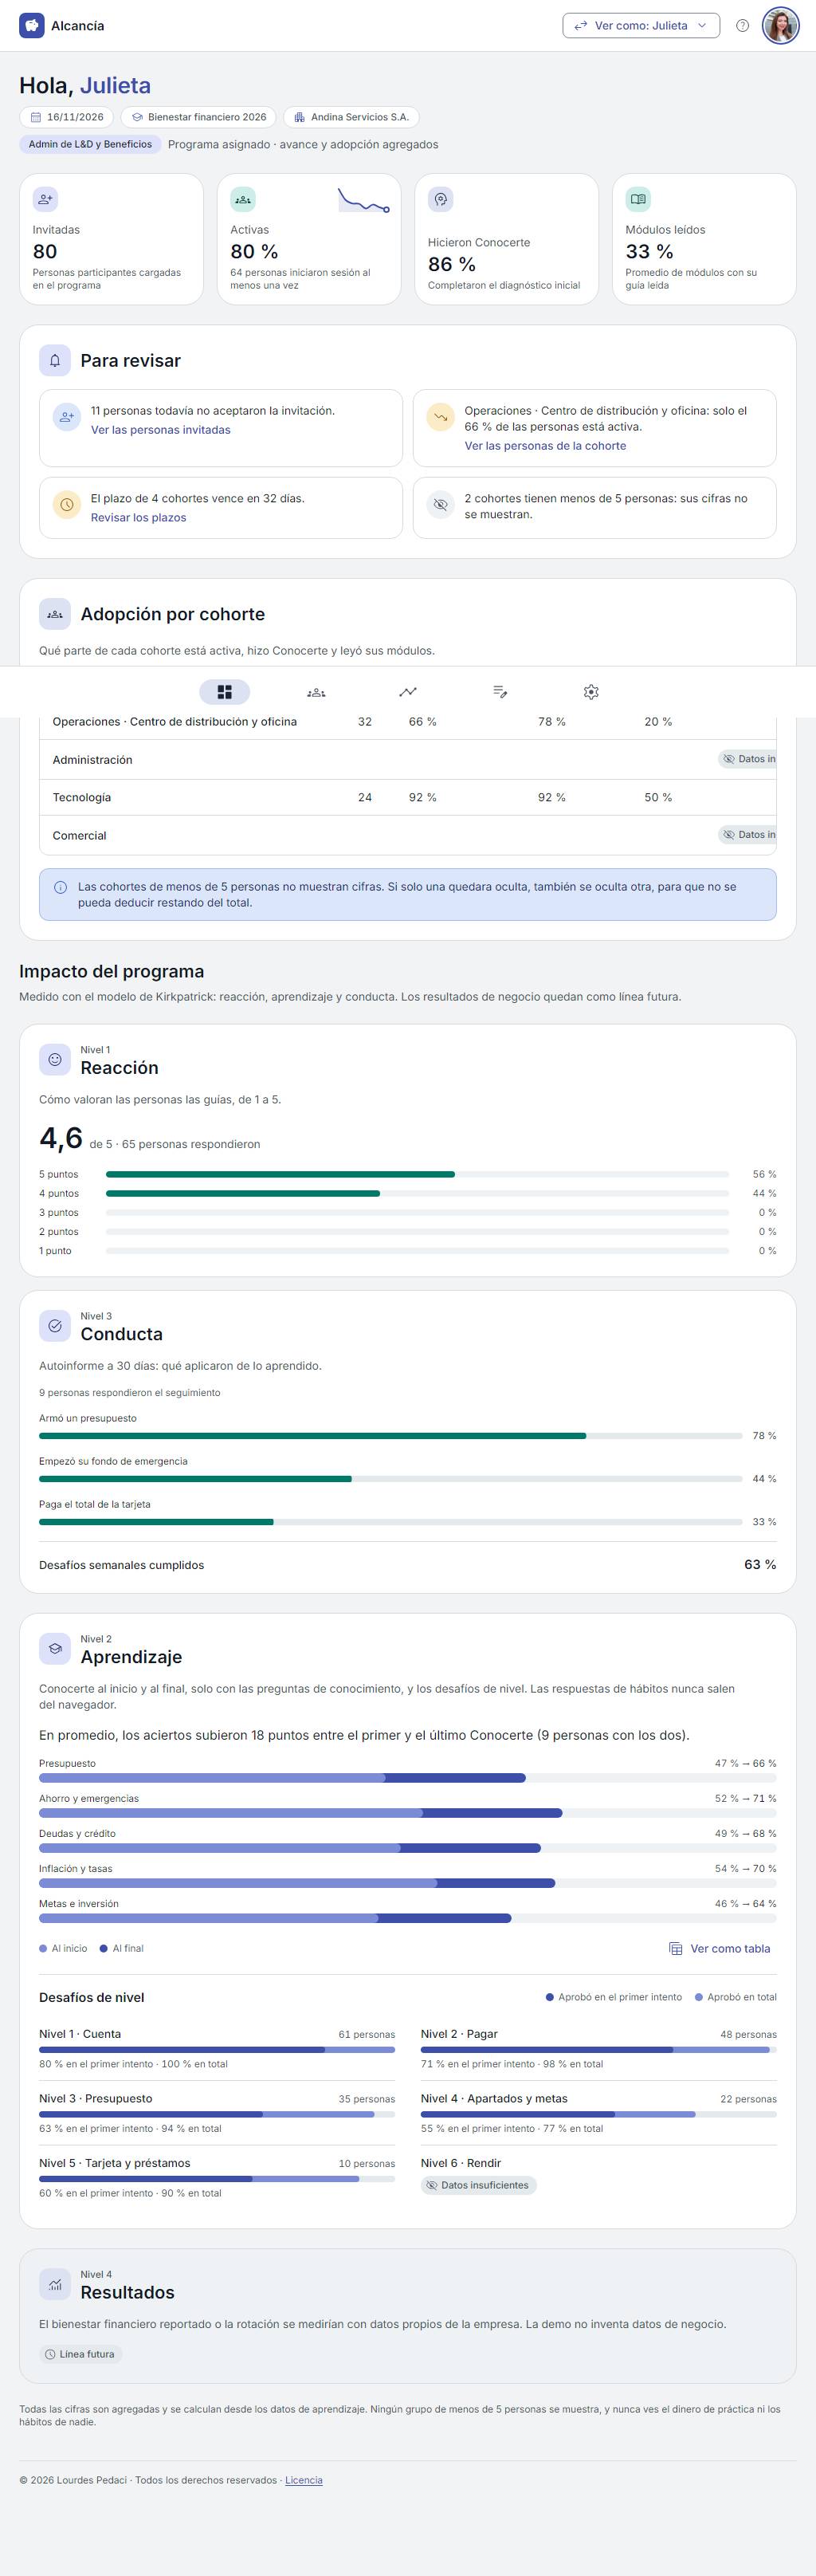 Alcancía
Ver como: Julieta
Hola, Julieta
16/11/2026
Bienestar financiero 2026
Andina Servicios S.A.
Admin de L&D y Beneficios
Programa asignado · avance y adopción agregados
Invitadas
80
Personas participantes cargadas
en el programa
Activas
80 %
64 personas iniciaron sesión al
menos una vez
Hicieron Conocerte
86 %
Completaron el diagnóstico inicial
Módulos leídos
33 %
Promedio de módulos con su
guía leída
Para revisar
11 personas todavía no aceptaron la invitación.
Ver las personas invitadas
Operaciones · Centro de distribución y oficina: solo el
66 % de las personas está activa.
Ver las personas de la cohorte
El plazo de 4 cohortes vence en 32 días.
Revisar los plazos
2 cohortes tienen menos de 5 personas: sus cifras no
se muestran.
Adopción por cohorte
Qué parte de cada cohorte está activa, hizo Conocerte y leyó sus módulos.
Operaciones · Centro de distribución y oficina 32 66 % 78 % 20 %
Administración Datos in
Tecnología 24 92 % 92 % 50 %
Comercial Datos in
Las cohortes de menos de 5 personas no muestran cifras. Si solo una quedara oculta, también se oculta otra, para que no se
pueda deducir restando del total.
Impacto del programa
Medido con el modelo de Kirkpatrick: reacción, aprendizaje y conducta. Los resultados de negocio quedan como línea futura.
Nivel 1
Reacción
Cómo valoran las personas las guías, de 1 a 5.
4,6 de 5 · 65 personas respondieron
5 puntos 56 %
4 puntos 44 %
3 puntos 0 %
2 puntos 0 %
1 punto 0 %
Nivel 3
Conducta
Autoinforme a 30 días: qué aplicaron de lo aprendido.
9 personas respondieron el seguimiento
Armó un presupuesto
78 %
Empezó su fondo de emergencia
44 %
Paga el total de la tarjeta
33 %
Desafíos semanales cumplidos 63 %
Nivel 2
Aprendizaje
Conocerte al inicio y al final, solo con las preguntas de conocimiento, y los desafíos de nivel. Las respuestas de hábitos nunca salen
del navegador.
En promedio, los aciertos subieron 18 puntos entre el primer y el último Conocerte (9 personas con los dos).
Presupuesto 47 % → 66 %
Ahorro y emergencias 52 % → 71 %
Deudas y crédito 49 % → 68 %
Inflación y tasas 54 % → 70 %
Metas e inversión 46 % → 64 %
Al inicio Al final
Ver como tabla
Desafíos de nivel
Aprobó en el primer intento Aprobó en total
Nivel 1 · Cuenta 61 personas
80 % en el primer intento · 100 % en total
Nivel 2 · Pagar 48 personas
71 % en el primer intento · 98 % en total
Nivel 3 · Presupuesto 35 personas
63 % en el primer intento · 94 % en total
Nivel 4 · Apartados y metas 22 personas
55 % en el primer intento · 77 % en total
Nivel 5 · Tarjeta y préstamos 10 personas
60 % en el primer intento · 90 % en total
Nivel 6 · Rendir
Datos insuficientes
Nivel 4
Resultados
El bienestar financiero reportado o la rotación se medirían con datos propios de la empresa. La demo no inventa datos de negocio.
Línea futura
Todas las cifras son agregadas y se calculan desde los datos de aprendizaje. Ningún grupo de menos de 5 personas se muestra, y nunca ves el dinero de práctica ni los
hábitos de nadie.
© 2026 Lourdes Pedaci · Todos los derechos reservados · Licencia